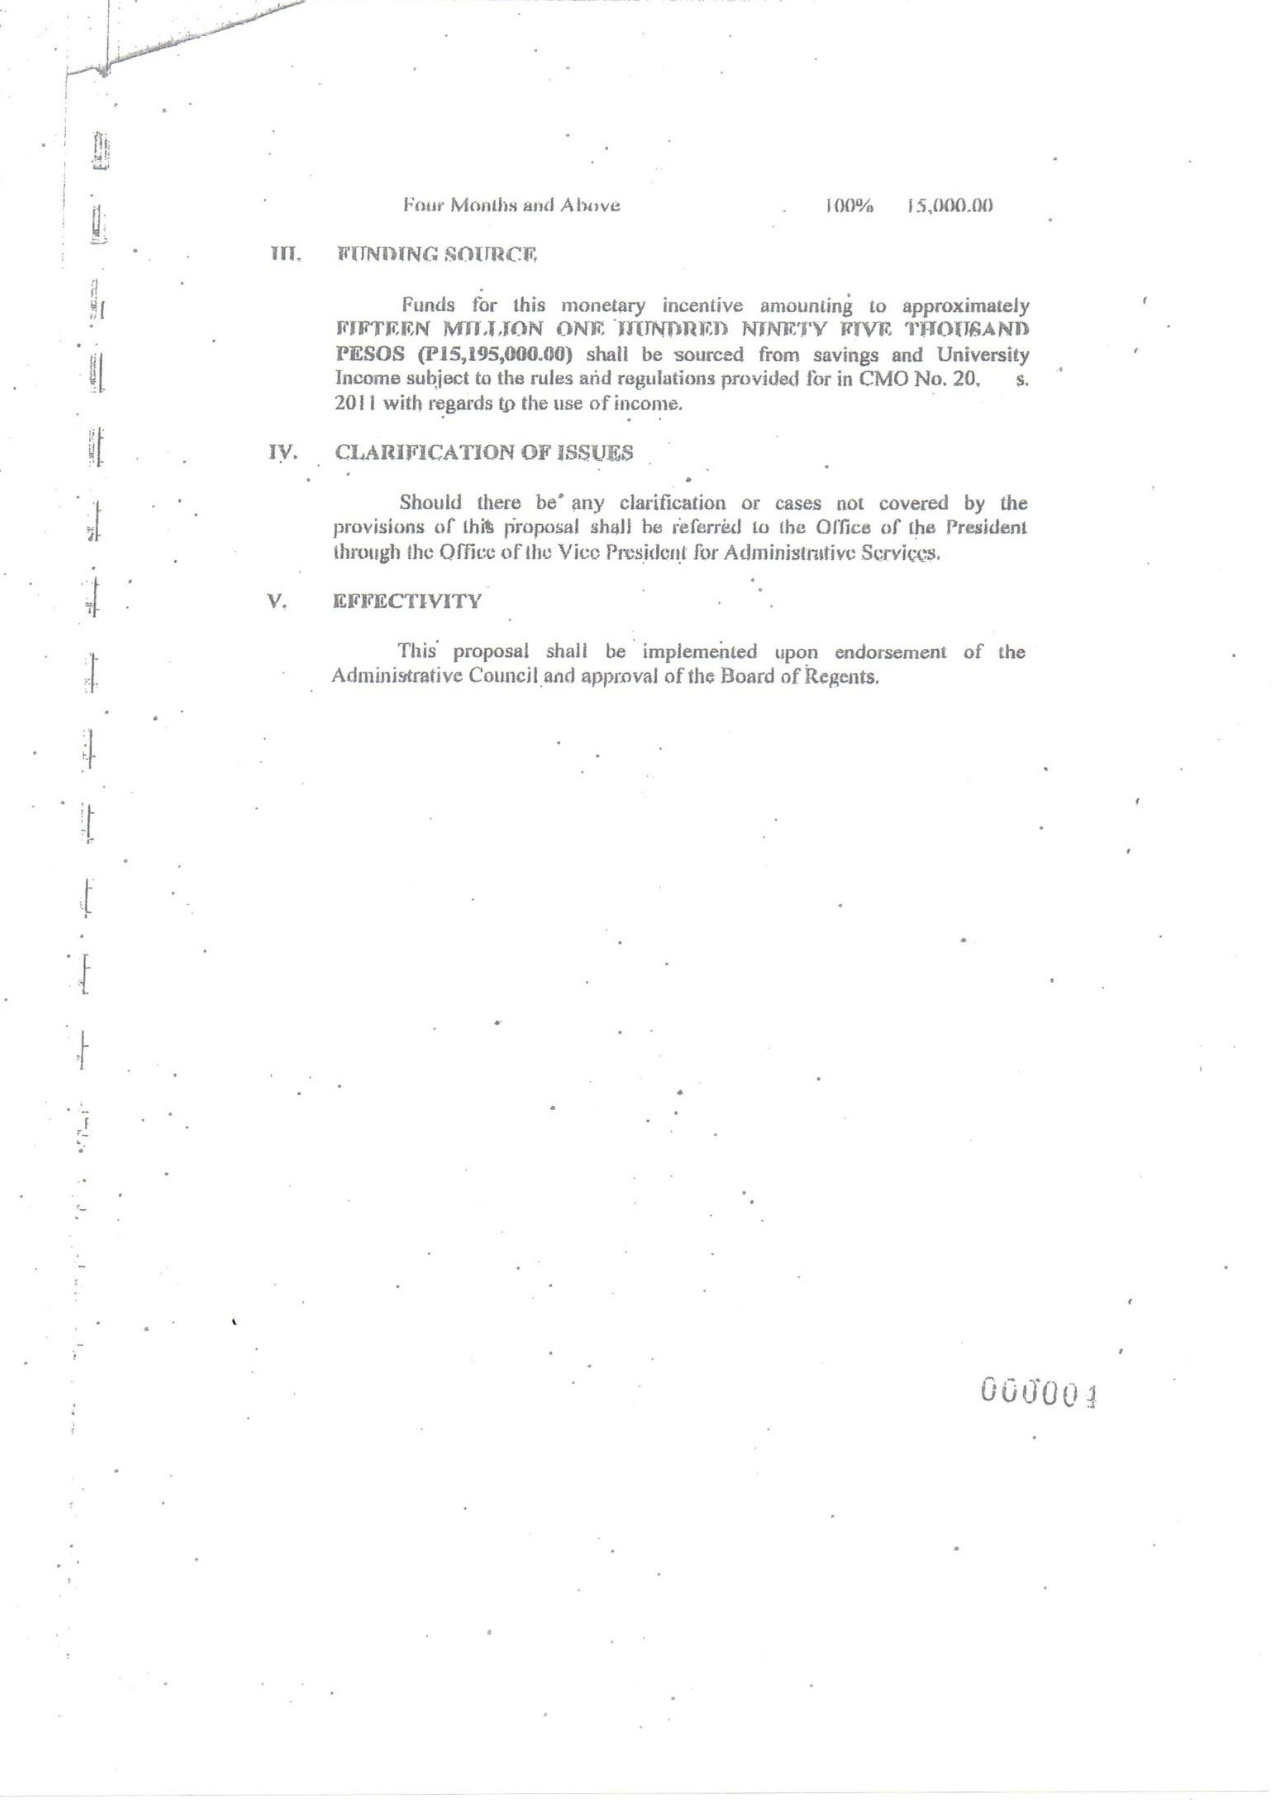 Four Months and Above 100% 15,000.00
III. FUNDING SOURCE
Funds for this monetary incentive amounting to approximately
FIFTEEN MILLION ONE HUNDRED NINETY FIVE THOUSAND
PESOS (P15,195,000.00) shall be sourced from savings and University
Income subject to the rules and regulations provided for in CMO No. 20, s.
2011 with regards to the use of income.
IV. CLARIFICATION OF ISSUES
Should there be any clarification or cases not covered by the
provisions of this proposal shall be referred to the Office of the President
through the Office of the Vice President for Administrative Services.
V. EFFECTIVITY
This proposal shall be implemented upon endorsement of the
Administrative Council and approval of the Board of Regents.
000004